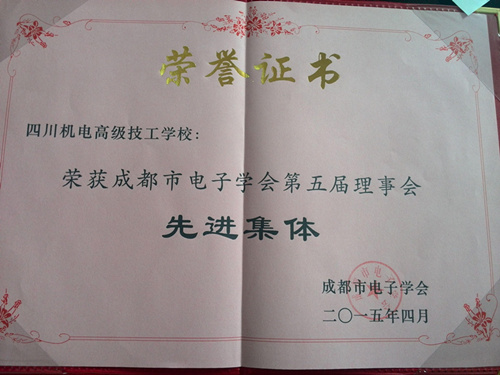 荣誉证书
四川机电高级技工学校：
荣获成都市电子学会第五届理事会
先进集体
成都市电子学会
二〇一五年四月